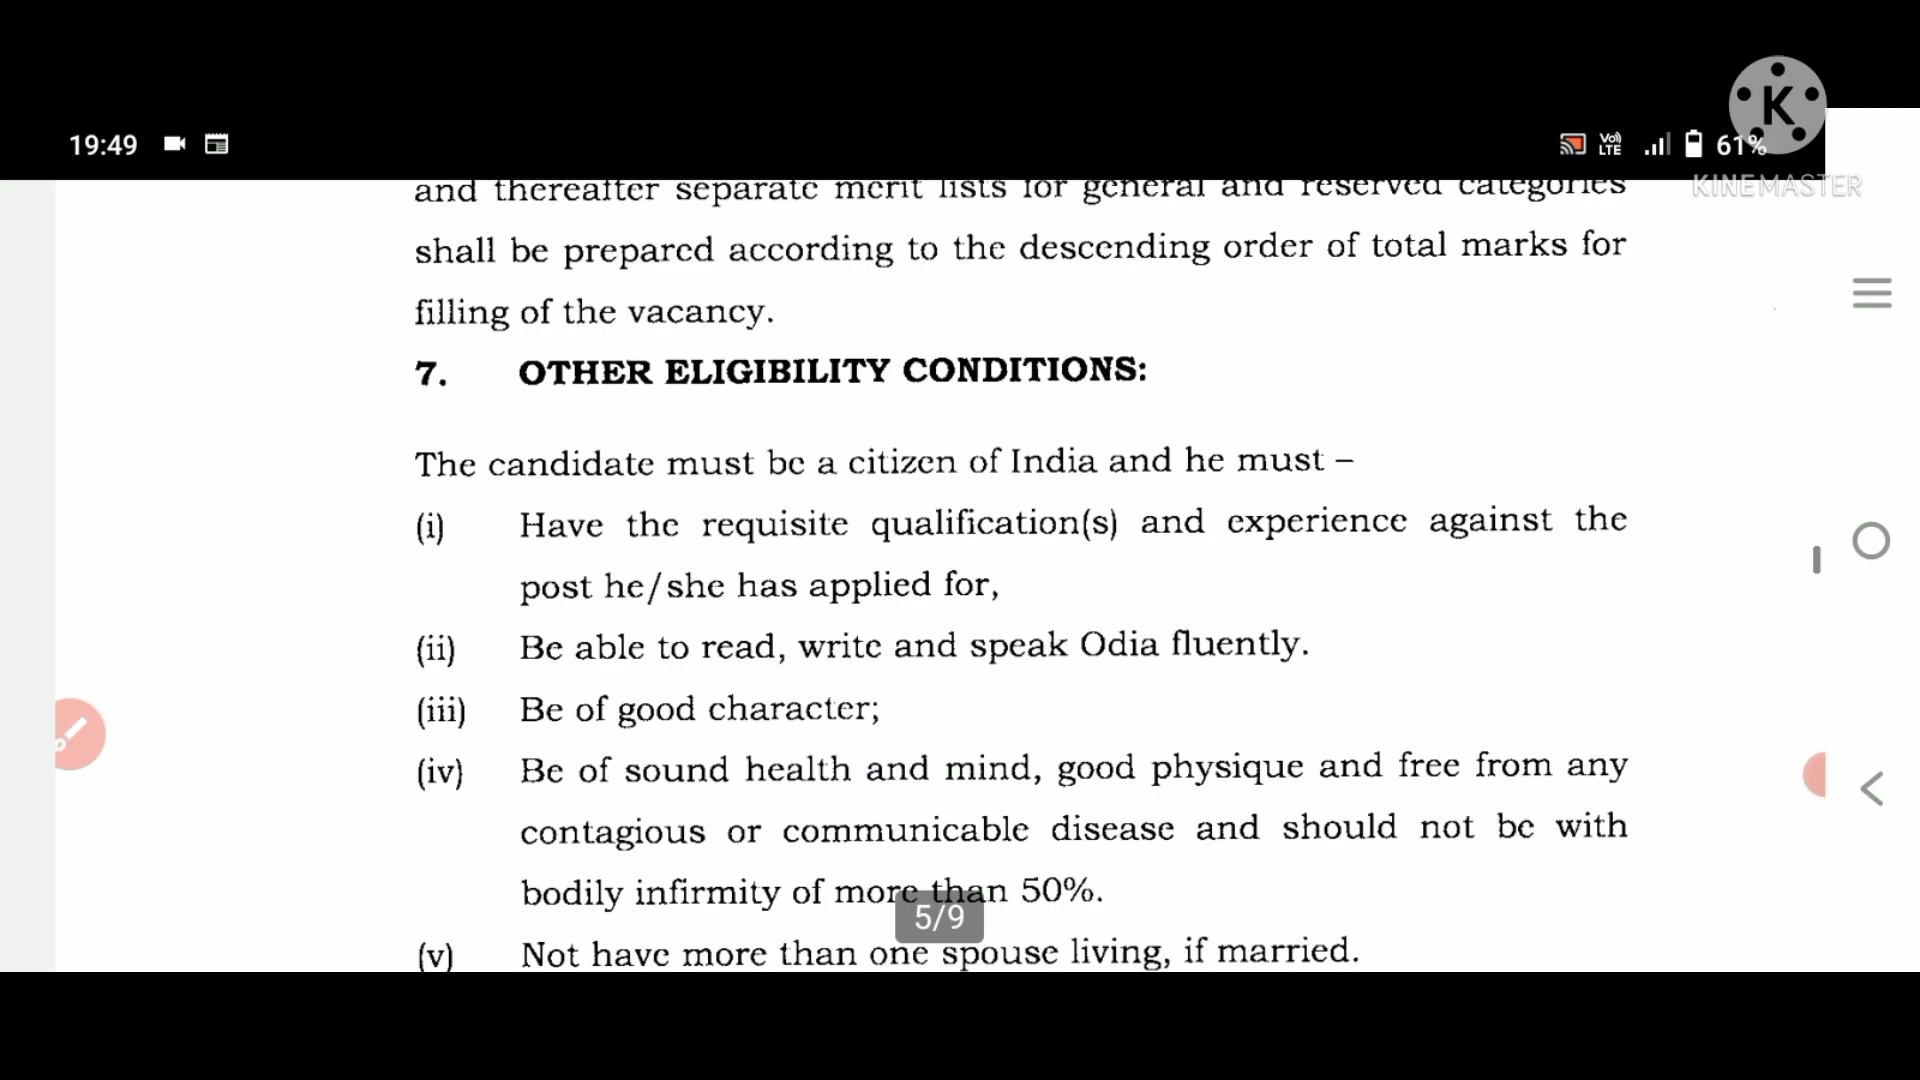 19:49
Vo) LTE
61%
K
KINEMASTER
and thereafter separate merit lists for general and reserved categories
shall be prepared according to the descending order of total marks for
filling of the vacancy.
7. OTHER ELIGIBILITY CONDITIONS:
The candidate must be a citizen of India and he must –
(i) Have the requisite qualification(s) and experience against the
post he/she has applied for,
(ii) Be able to read, write and speak Odia fluently.
(iii) Be of good character;
(iv) Be of sound health and mind, good physique and free from any
contagious or communicable disease and should not be with
bodily infirmity of more than 50%.
5/9
(v) Not have more than one spouse living, if married.